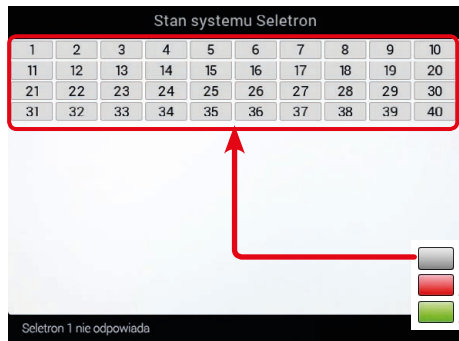 Stan systemu Seletron
1 2 3 4 5 6 7 8 9 10
11 12 13 14 15 16 17 18 19 20
21 22 23 24 25 26 27 28 29 30
31 32 33 34 35 36 37 38 39 40
Seletron 1 nie odpowiada